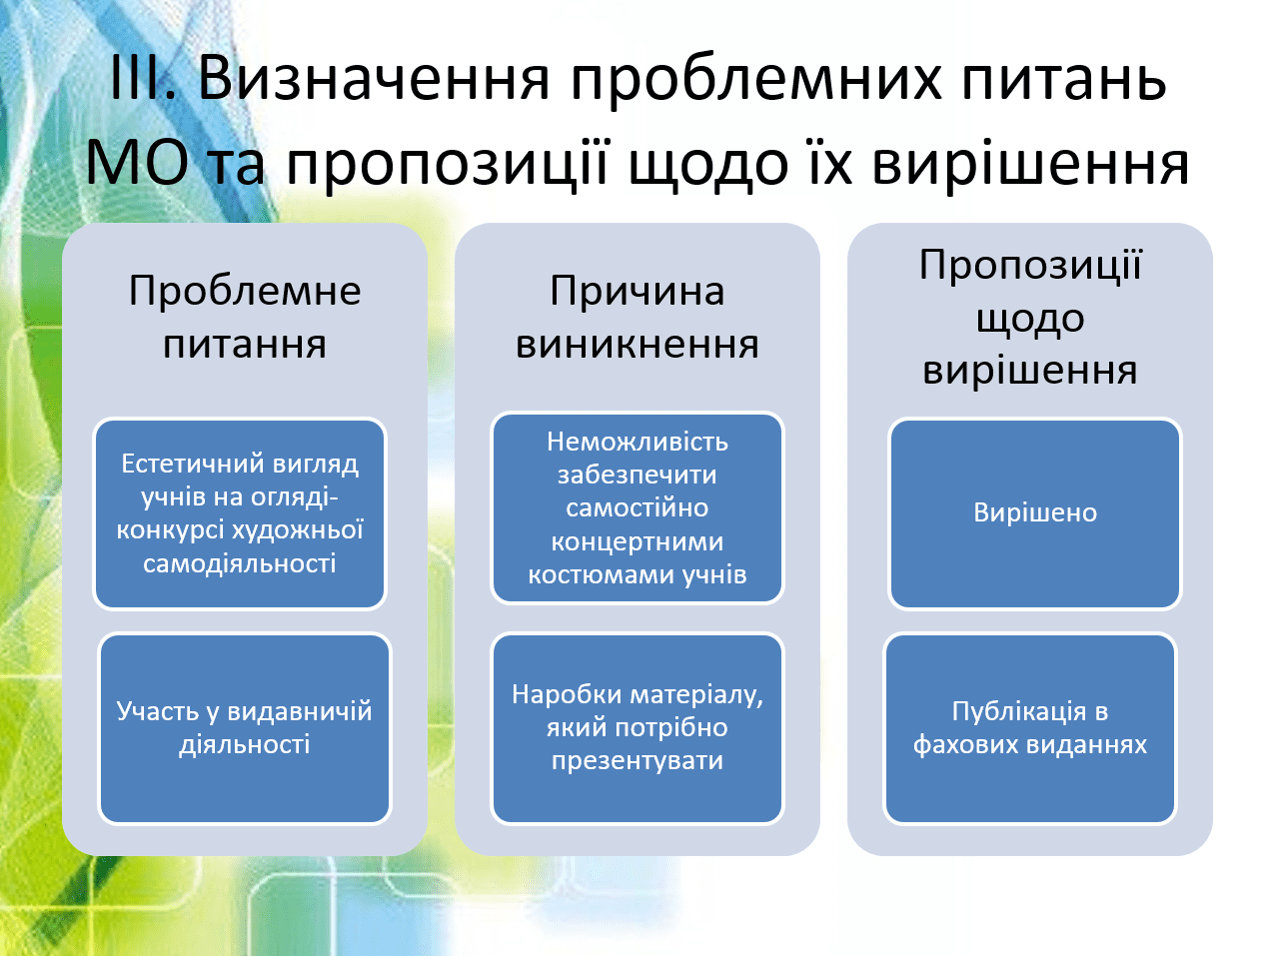 ІІІ. Визначення проблемних питань
МО та пропозиції щодо їх вирішення
Проблемне
питання
Естетичний вигляд
учнів на огляді-
конкурсі художньої
самодіяльності
Участь у видавничій
діяльності
Причина
виникнення
Неможливість
забезпечити
самостійно
концертними
костюмами учнів
Наробки матеріалу,
який потрібно
презентувати
Пропозиції
щодо
вирішення
Вирішено
Публікація в
фахових виданнях